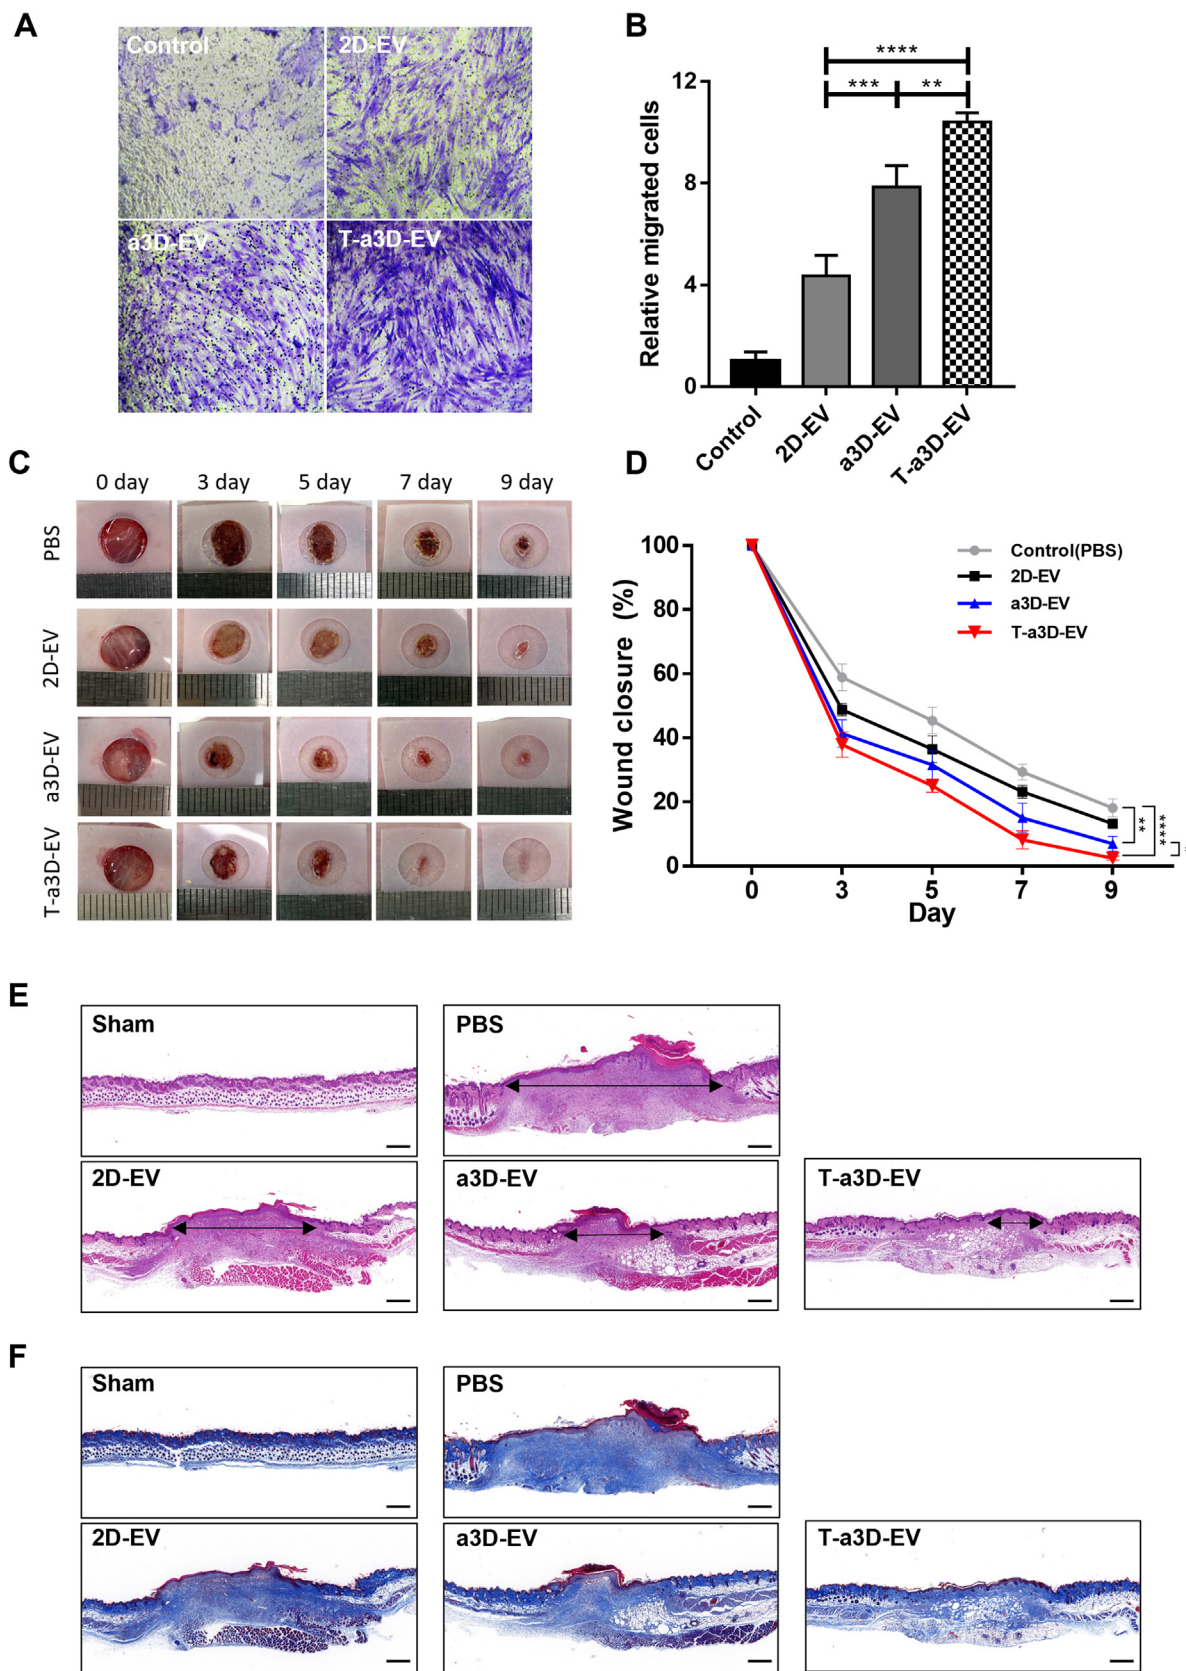 A
Control
2D-EV
a3D-EV
T-a3D-EV
B
Relative migrated cells
12
8
4
0
****
***
**
Control
2D-EV
a3D-EV
T-a3D-EV
C
0 day
3 day
5 day
7 day
9 day
PBS
2D-EV
a3D-EV
T-a3D-EV
D
Wound closure (%)
100
80
60
40
20
0
0
3
5
7
9
Day
Control(PBS)
2D-EV
a3D-EV
T-a3D-EV
**
****
E
Sham
PBS
2D-EV
a3D-EV
T-a3D-EV
F
Sham
PBS
2D-EV
a3D-EV
T-a3D-EV